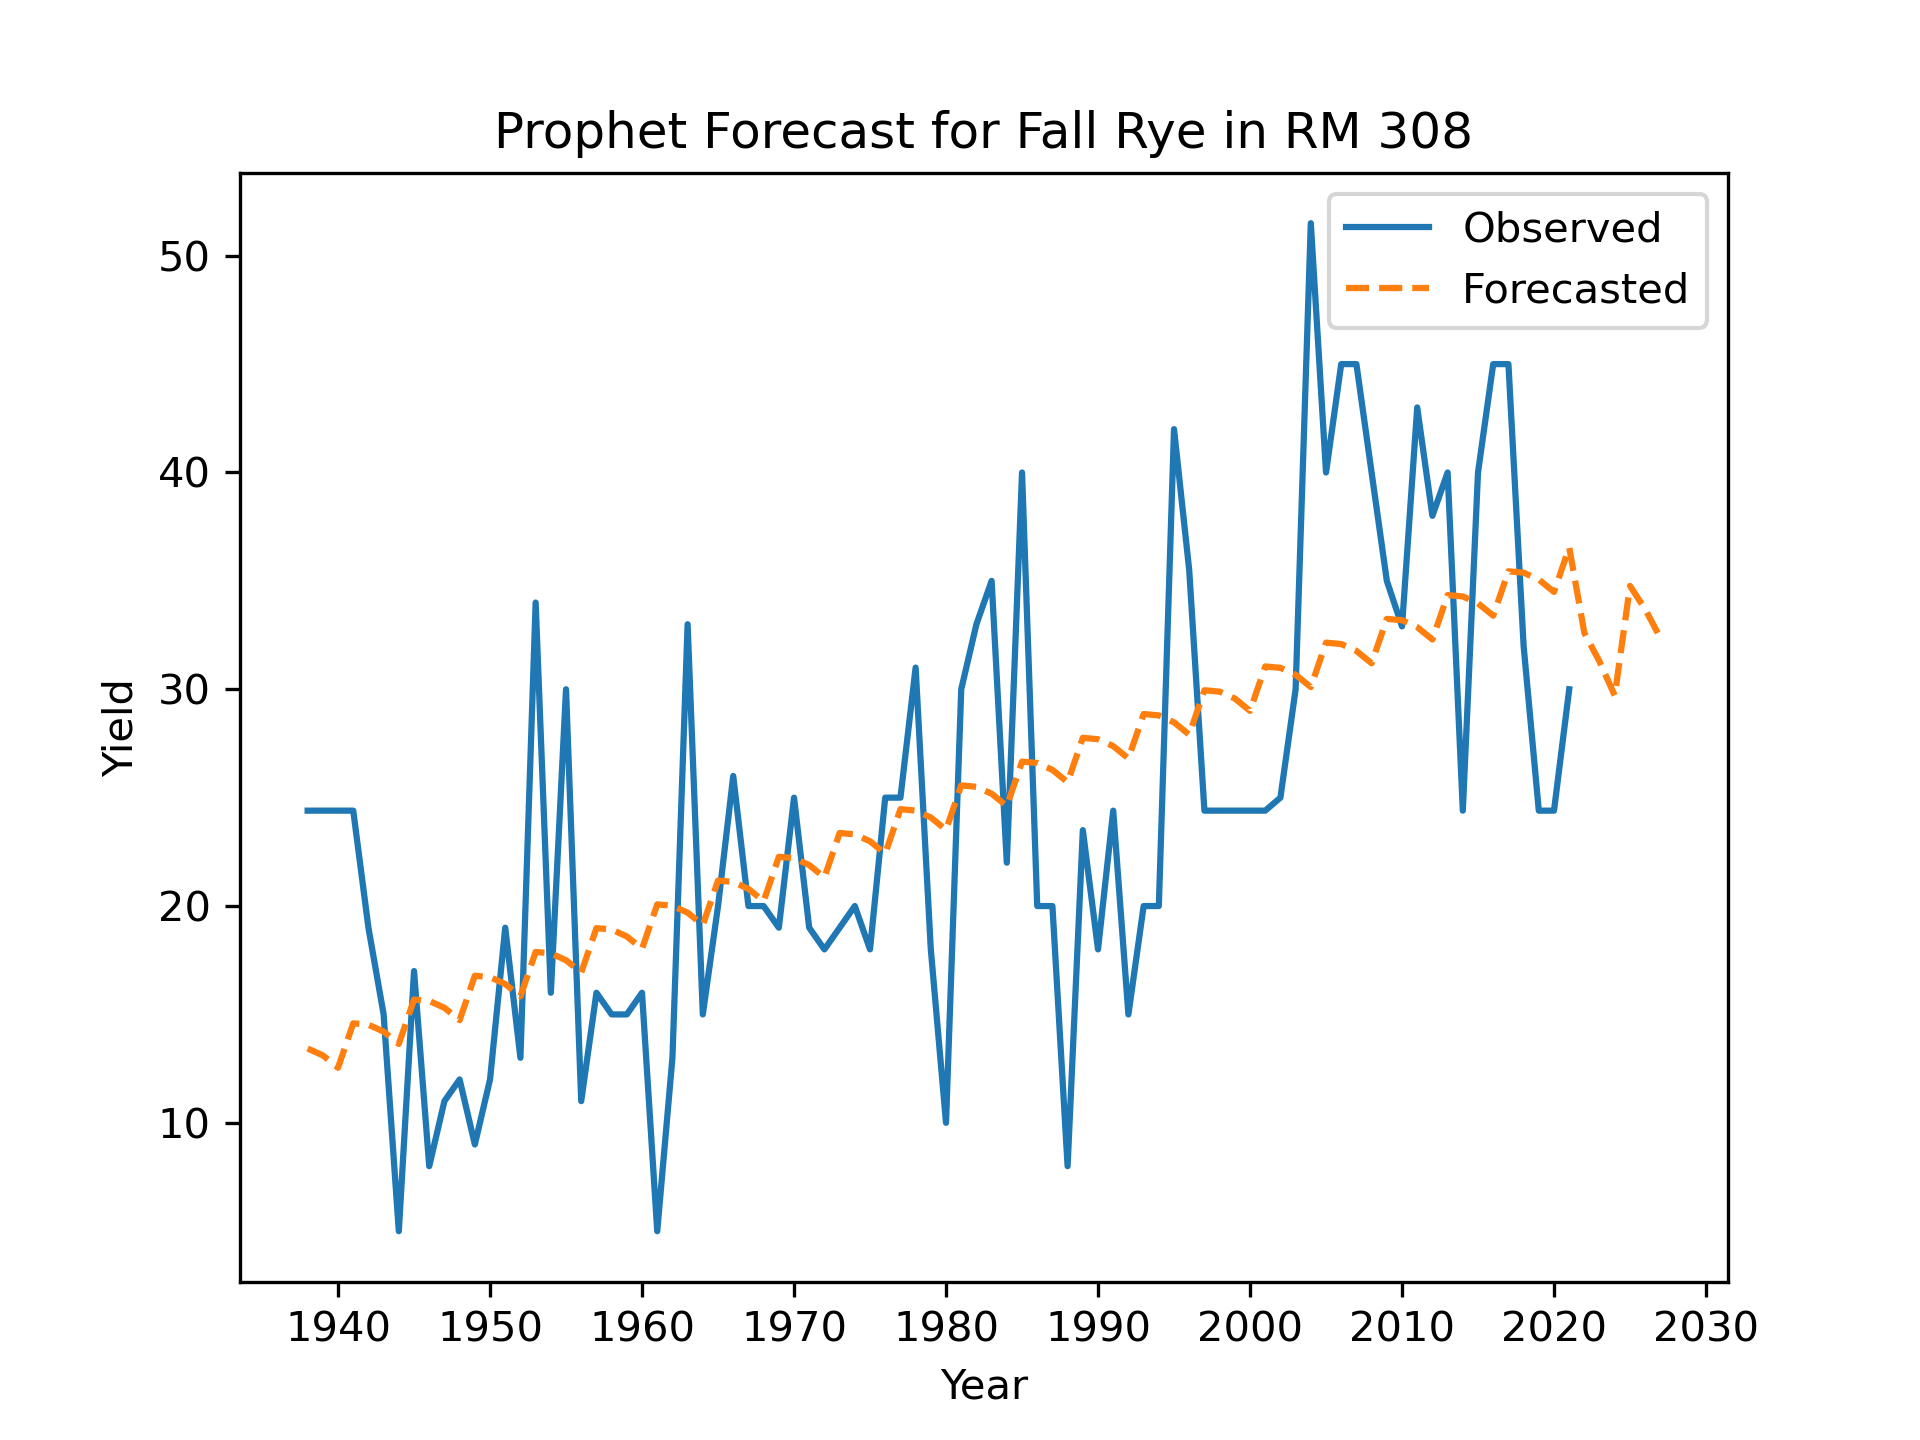 Prophet Forecast for Fall Rye in RM 308
Observed
Forecasted
50
40
30
20
10
Yield
1940 1950 1960 1970 1980 1990 2000 2010 2020 2030
Year